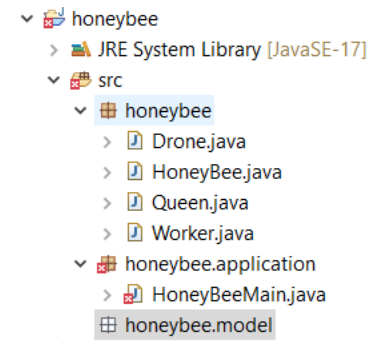 honeybee
JRE System Library [JavaSE-17]
src
honeybee
Drone.java
HoneyBee.java
Queen.java
Worker.java
honeybee.application
HoneyBeeMain.java
honeybee.model